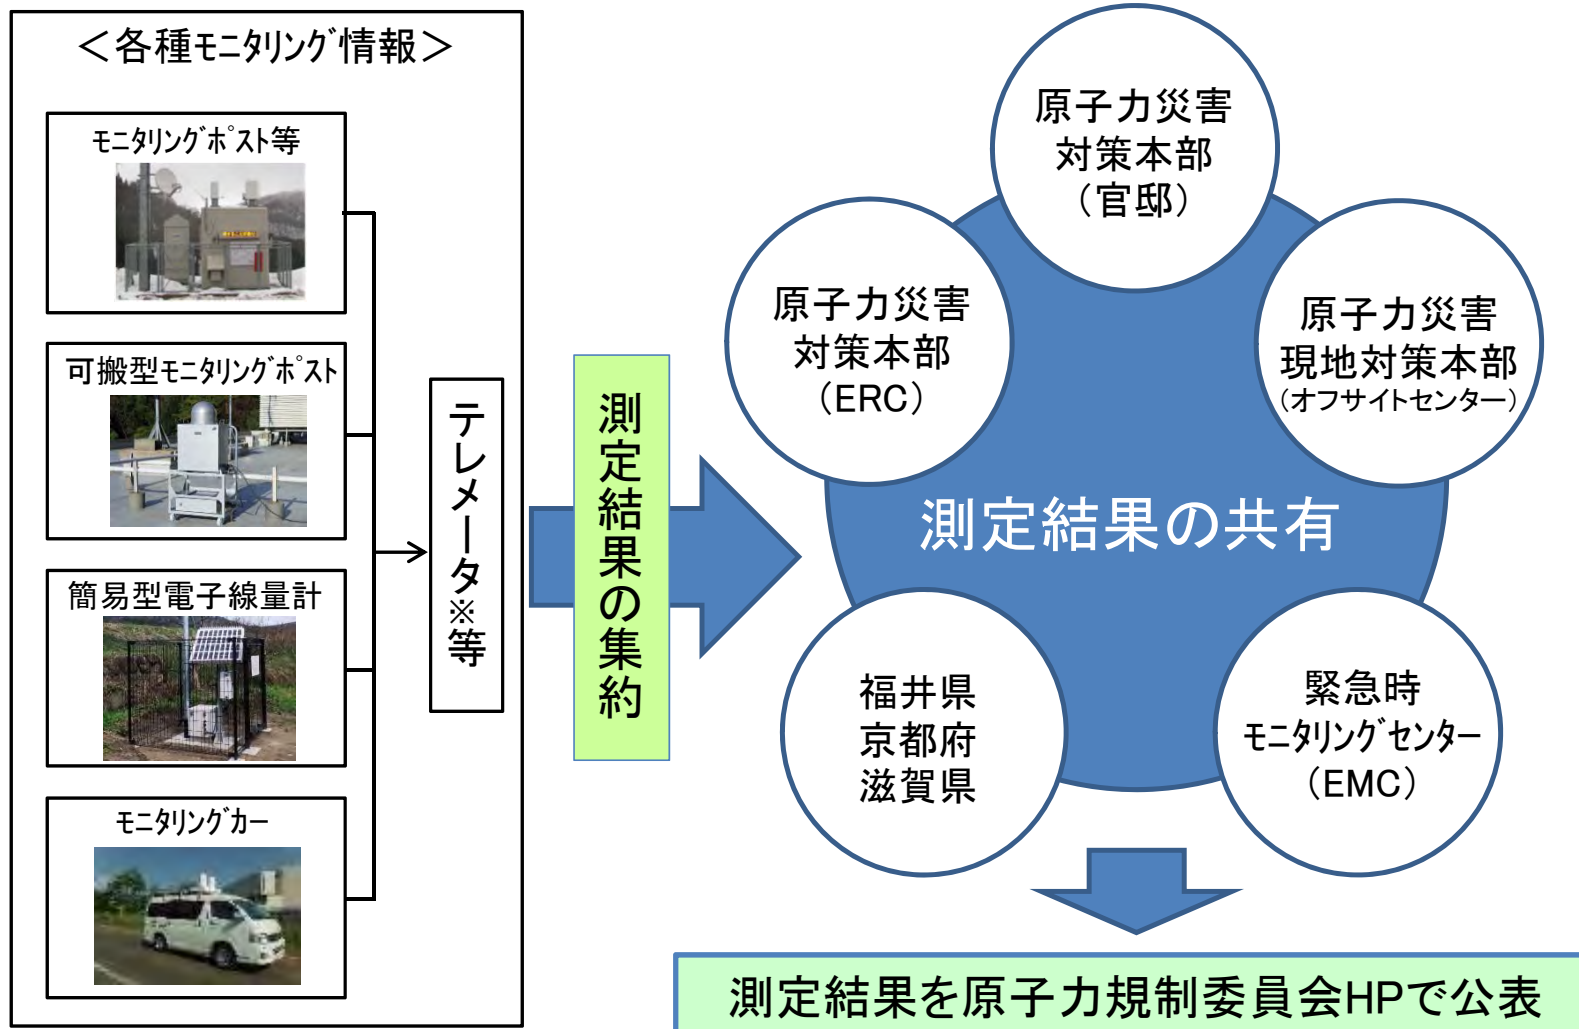 ＜各種ﾓﾆﾀﾘﾝｸﾞ情報＞
ﾓﾆﾀﾘﾝｸﾞﾎﾟｽﾄ等
可搬型ﾓﾆﾀﾘﾝｸﾞﾎﾟｽﾄ
簡易型電子線量計
ﾓﾆﾀﾘﾝｸﾞｶｰ
テレメータ※等
測定結果の集約
原子力災害
対策本部
（官邸）
原子力災害
対策本部
（ERC）
原子力災害
現地対策本部
（オフサイトセンター）
測定結果の共有
福井県
京都府
滋賀県
緊急時
ﾓﾆﾀﾘﾝｸﾞｾﾝﾀｰ
（EMC）
測定結果を原子力規制委員会HPで公表